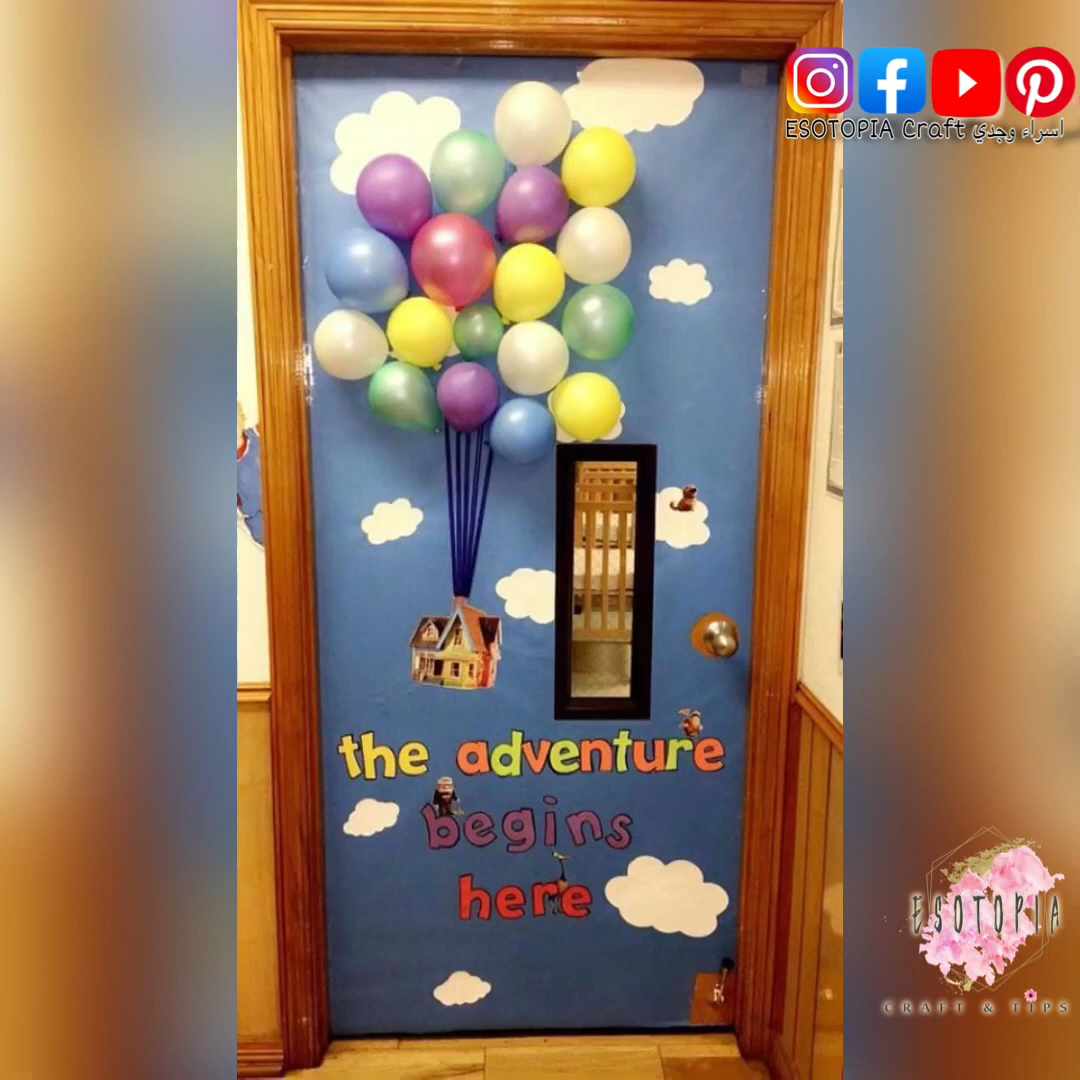 ESOTOPIA Craft اسراء وجدي
the adventure
begins
here
ESOTOPIA
CRAFT & TIPS